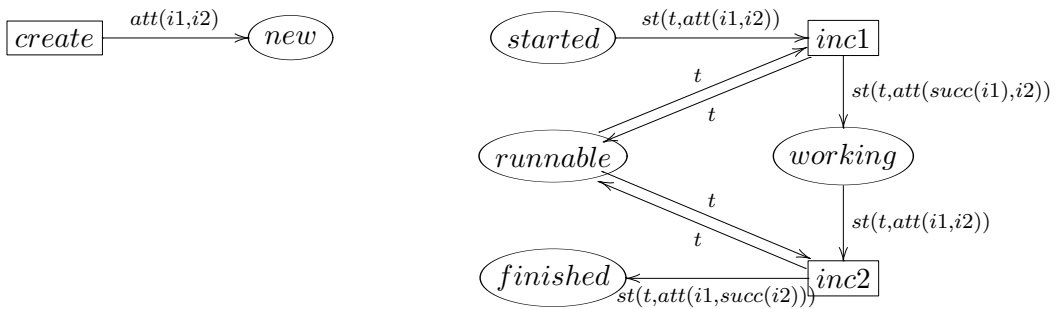 create
att(i1,i2)
new
started
st(t,att(i1,i2))
inc1
t
t
st(t,att(succ(i1),i2))
runnable
working
t
t
st(t,att(i1,i2))
finished
st(t,att(i1,succ(i2)))
inc2